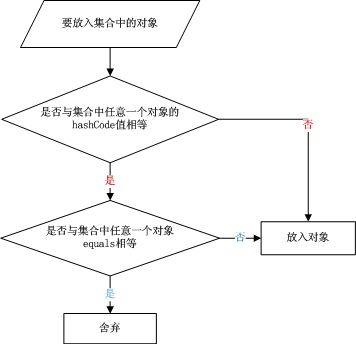 要放入集合中的对象
是否与集合中任意一个对象的
hashCode值相等
否
是
是否与集合中任意一个对象
equals相等
否
放入对象
是
舍弃